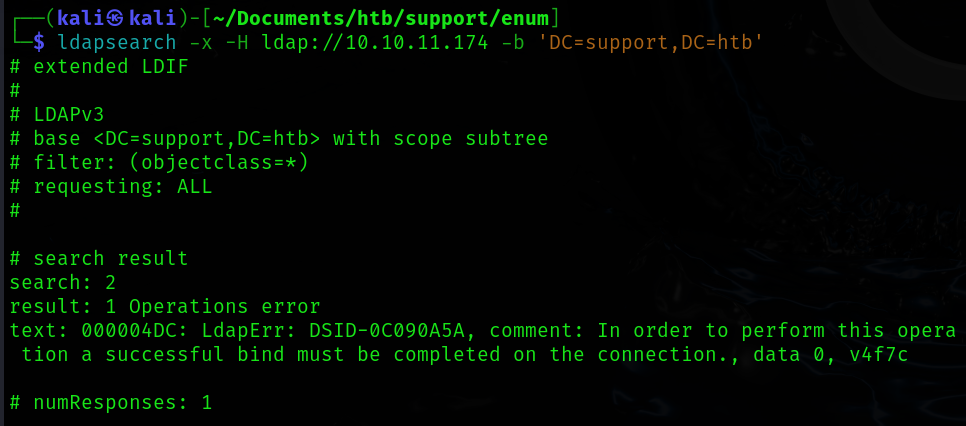 ┌──(kali㉿kali)-[~/Documents/htb/support/enum]
└─$ ldapsearch -x -H ldap://10.10.11.174 -b 'DC=support,DC=htb'
# extended LDIF
#
# LDAPv3
# base <DC=support,DC=htb> with scope subtree
# filter: (objectclass=*)
# requesting: ALL
#

# search result
search: 2
result: 1 Operations error
text: 000004DC: LdapErr: DSID-0C090A5A, comment: In order to perform this opera
 tion a successful bind must be completed on the connection., data 0, v4f7c

# numResponses: 1